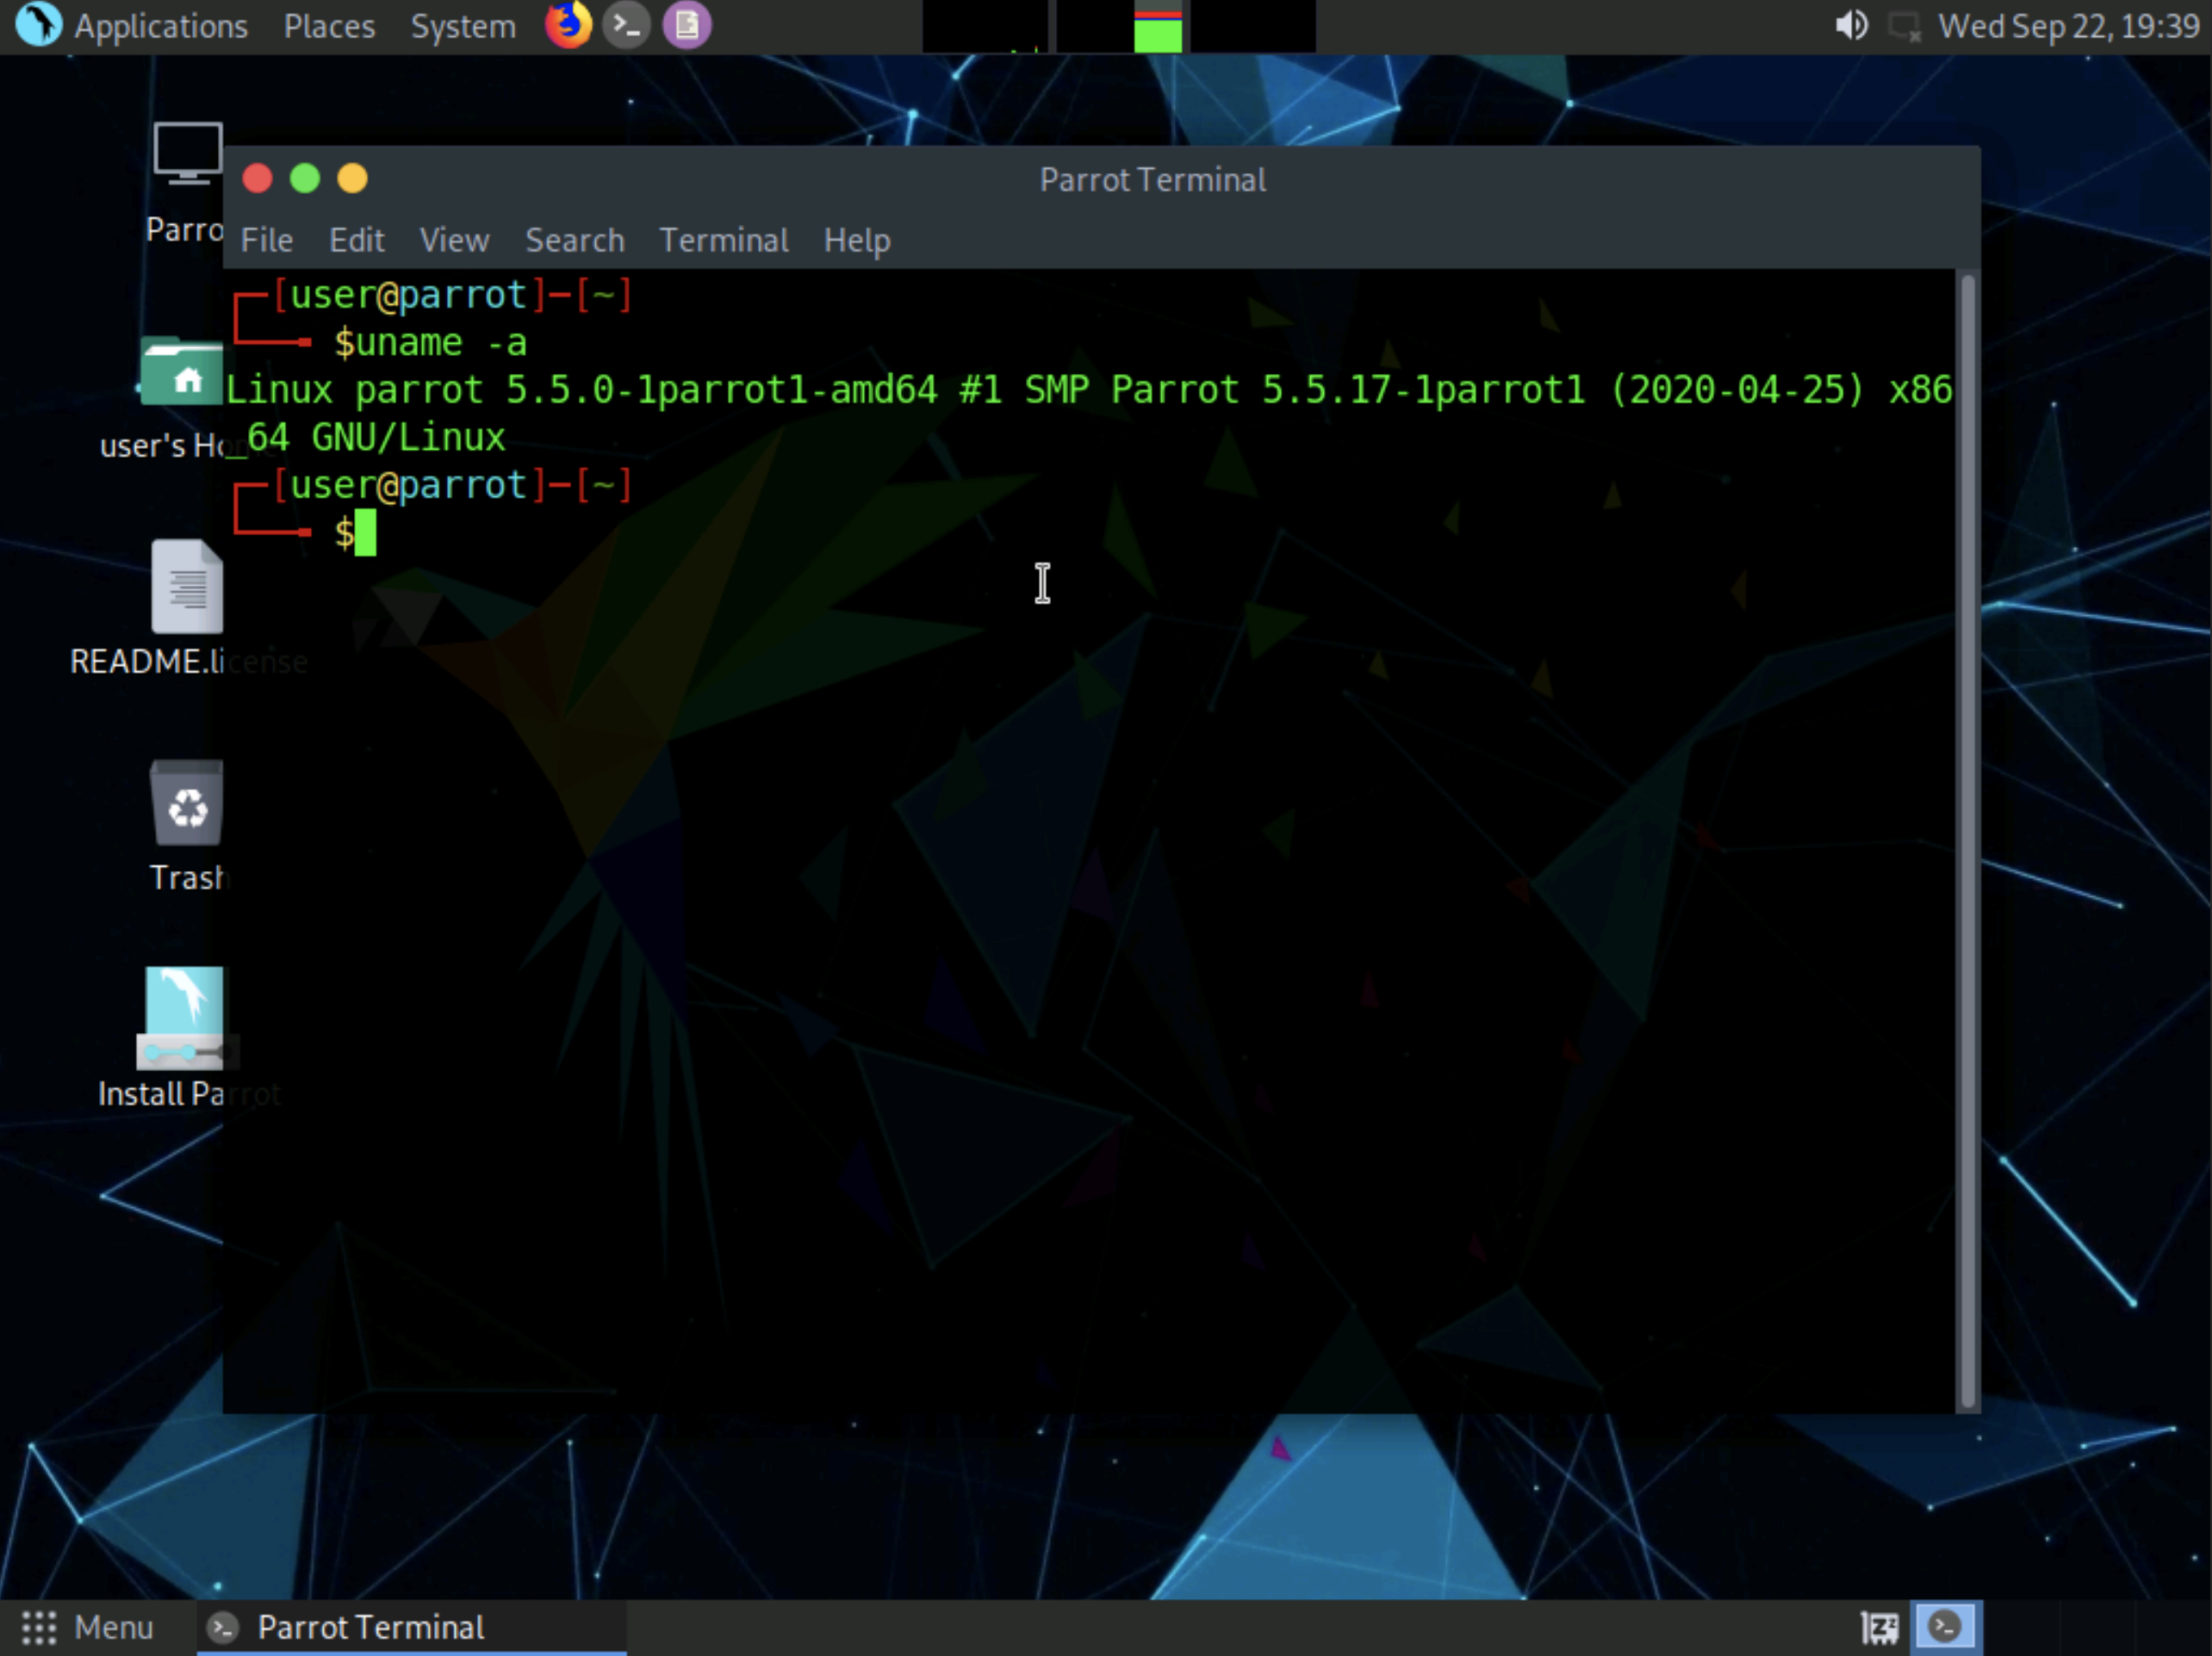 Applications Places System Wed Sep 22, 19:39
Parrot Terminal
Parro
File Edit View Search Terminal Help
[user@parrot]-[~]
$uname -a
Linux parrot 5.5.0-1parrot1-amd64 #1 SMP Parrot 5.5.17-1parrot1 (2020-04-25) x86
_64 GNU/Linux
user's Ho
[user@parrot]-[~]
$
README.license
Trash
Install Parrot
Menu Parrot Terminal